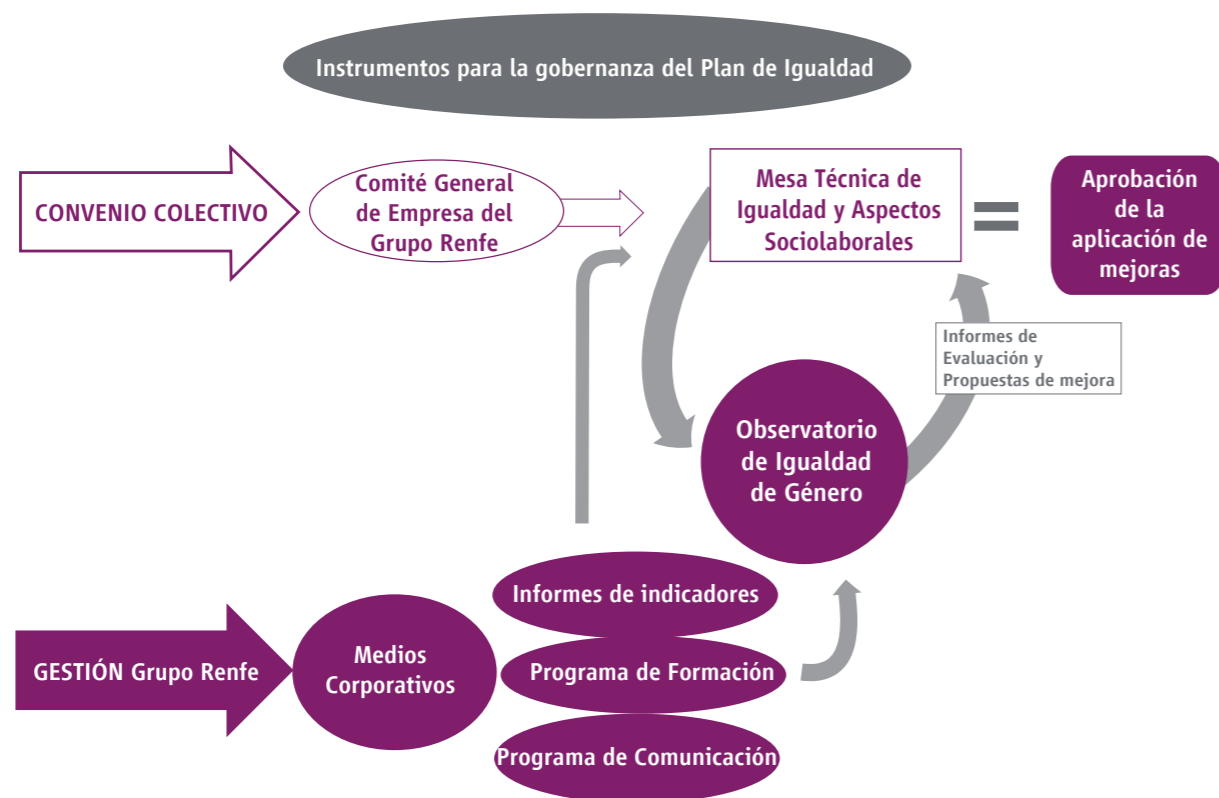 Instrumentos para la gobernanza del Plan de Igualdad
CONVENIO COLECTIVO
Comité General
de Empresa del
Grupo Renfe
Mesa Técnica de
Igualdad y Aspectos
Sociolaborales
=
Aprobación
de la
aplicación de
mejoras
Informes de
Evaluación y
Propuestas de mejora
Observatorio
de Igualdad
de Género
GESTIÓN Grupo Renfe
Medios
Corporativos
Informes de indicadores
Programa de Formación
Programa de Comunicación